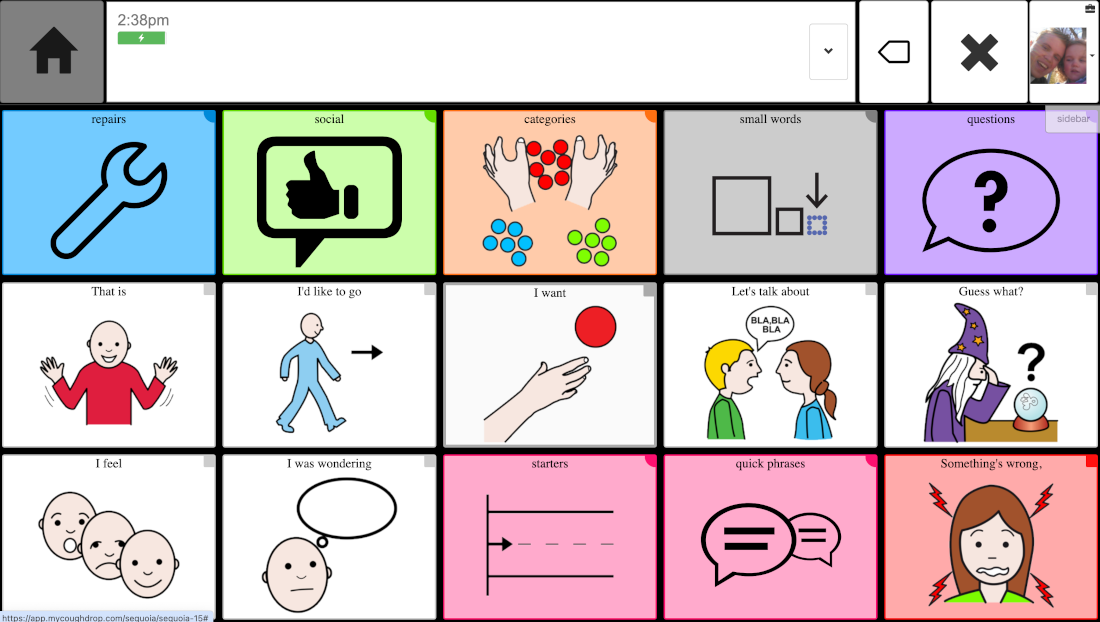 2:38pm
sidebar
repairs
social
categories
small words
questions
That is
I'd like to go
I want
Let's talk about
Guess what?
BLA,BLA
BLA
I feel
I was wondering
starters
quick phrases
Something's wrong,
https://app.mycoughdrop.com/sequoia/sequoia-15#